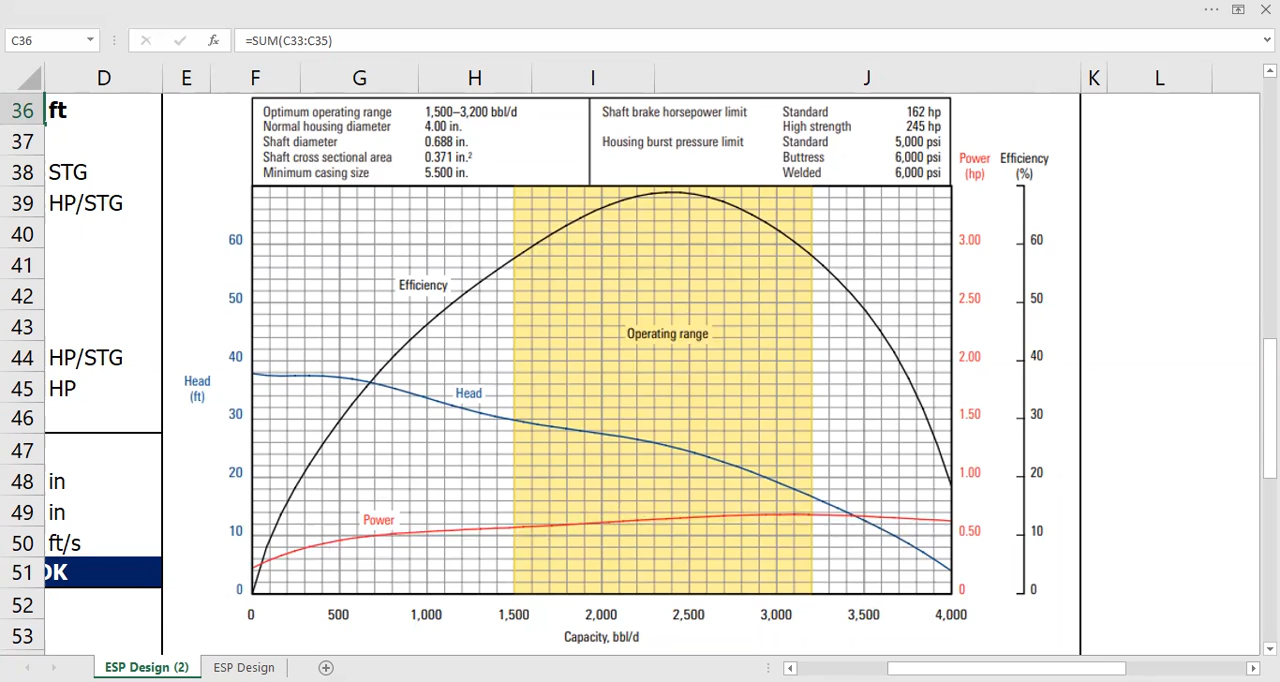 C36
fx
=SUM(C33:C35)
D E F G H I J K L
36 ft
37
38 STG
39 HP/STG
40
41
42
43
44 HP/STG
45 HP
46
47
48 in
49 in
50 ft/s
51 OK
52
53
Optimum operating range 1,500–3,200 bbl/d
Normal housing diameter 4.00 in.
Shaft diameter 0.688 in.
Shaft cross sectional area 0.371 in.²
Minimum casing size 5.500 in.
Shaft brake horsepower limit Standard 162 hp
High strength 245 hp
Housing burst pressure limit Standard 5,000 psi
Buttress 6,000 psi
Welded 6,000 psi
Power Efficiency
(hp) (%)
60 3.00 60
50 2.50 50
40 2.00 40
30 1.50 30
20 1.00 20
10 0.50 10
0 0 0
Efficiency
Operating range
Head
(ft)
Head
Power
0 500 1,000 1,500 2,000 2,500 3,000 3,500 4,000
Capacity, bbl/d
ESP Design (2) ESP Design